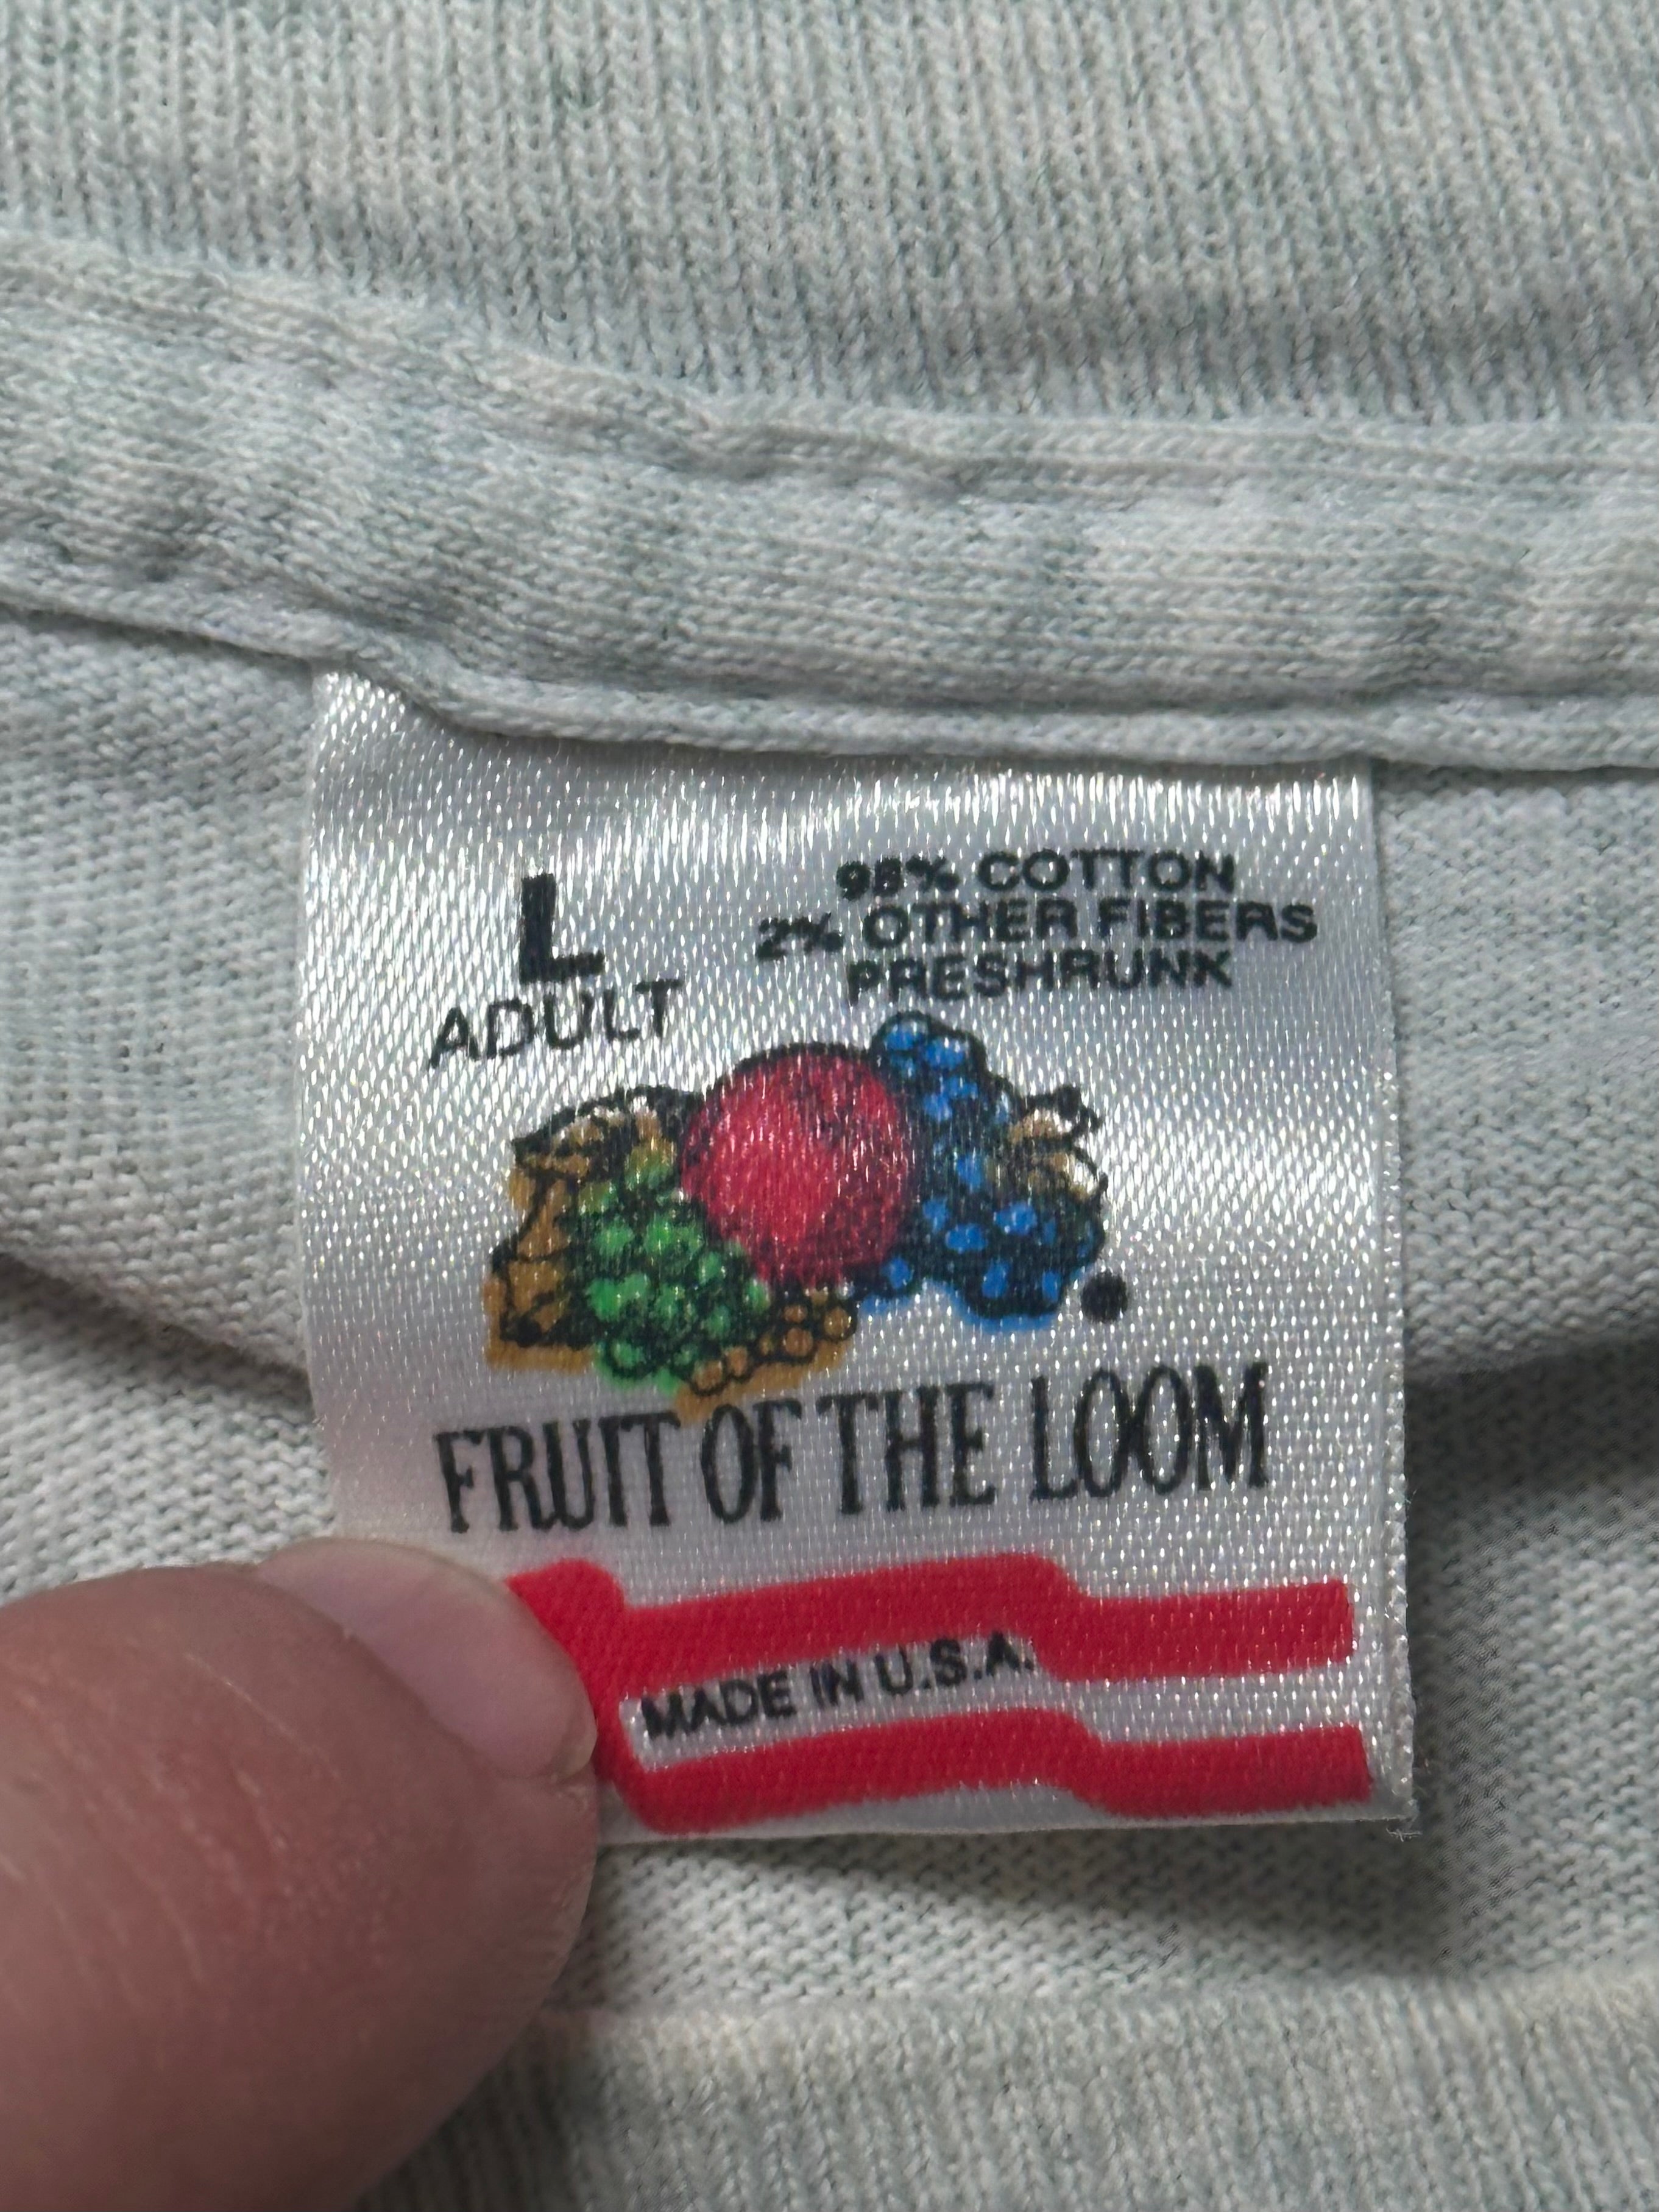 L
ADULT
98% COTTON
2% OTHER FIBERS
PRESHRUNK
FRUIT OF THE LOOM
MADE IN U.S.A.